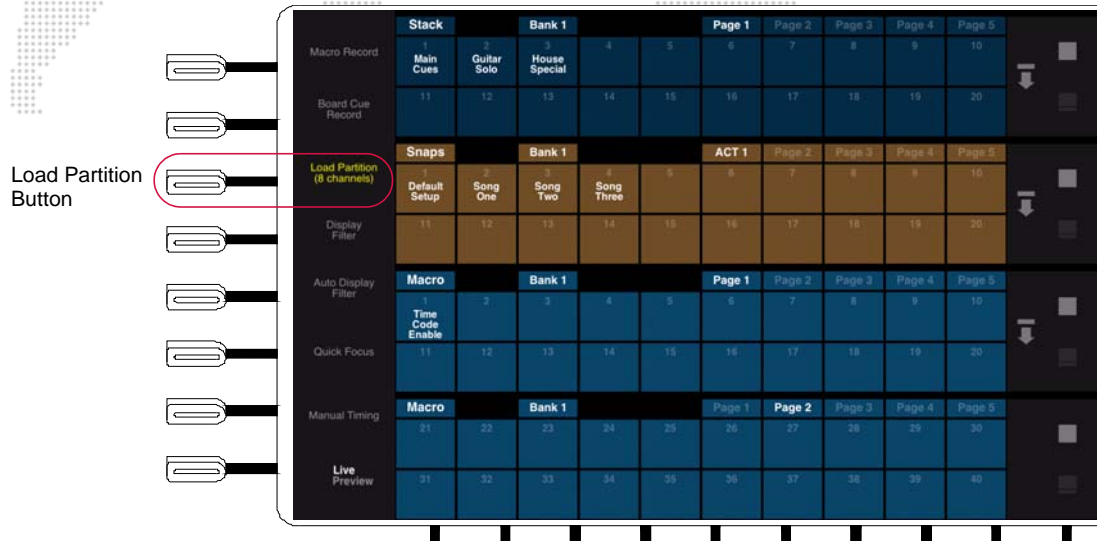 Load Partition
Button
Macro Record
Board Cue
Record
Load Partition
(8 channels)
Display
Filter
Auto Display
Filter
Quick Focus
Manual Timing
Live
Preview
Stack Bank 1 Page 1 Page 2 Page 3 Page 4 Page 5
1 2 3 4 5 6 7 8 9 10
Main Cues Guitar Solo House Special
11 12 13 14 15 16 17 18 19 20
Snaps Bank 1 ACT 1 Page 2 Page 3 Page 4 Page 5
1 2 3 4 5 6 7 8 9 10
Default Setup Song One Song Two Song Three
11 12 13 14 15 16 17 18 19 20
Macro Bank 1 Page 1 Page 2 Page 3 Page 4 Page 5
1 2 3 4 5 6 7 8 9 10
Time Code Enable
11 12 13 14 15 16 17 18 19 20
Macro Bank 1 Page 1 Page 2 Page 3 Page 4 Page 5
21 22 23 24 25 26 27 28 29 30
31 32 33 34 35 36 37 38 39 40